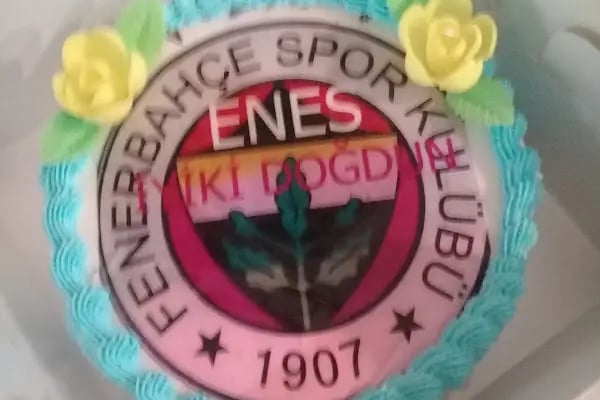 FENERBAHÇE SPOR KULÜBÜ
ENES
İYİKİ DOĞDUN
1907